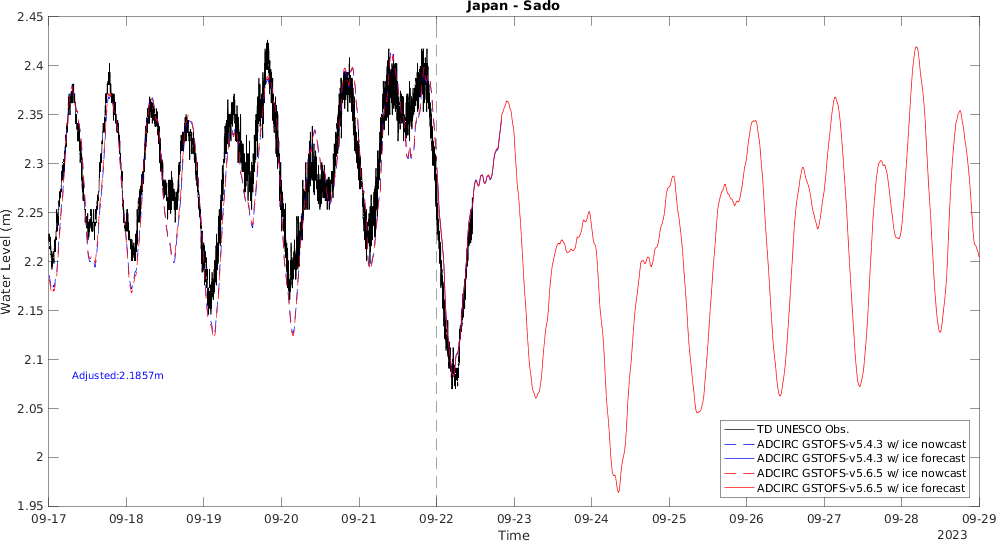 Japan - Sado
2.45
2.4
2.35
2.3
2.25
2.2
2.15
2.1
2.05
2
1.95
Water Level (m)
Adjusted:2.1857m
TD UNESCO Obs.
ADCIRC GSTOFS-v5.4.3 w/ ice nowcast
ADCIRC GSTOFS-v5.4.3 w/ ice forecast
ADCIRC GSTOFS-v5.6.5 w/ ice nowcast
ADCIRC GSTOFS-v5.6.5 w/ ice forecast
09-17 09-18 09-19 09-20 09-21 09-22 09-23 09-24 09-25 09-26 09-27 09-28 09-29
Time
2023